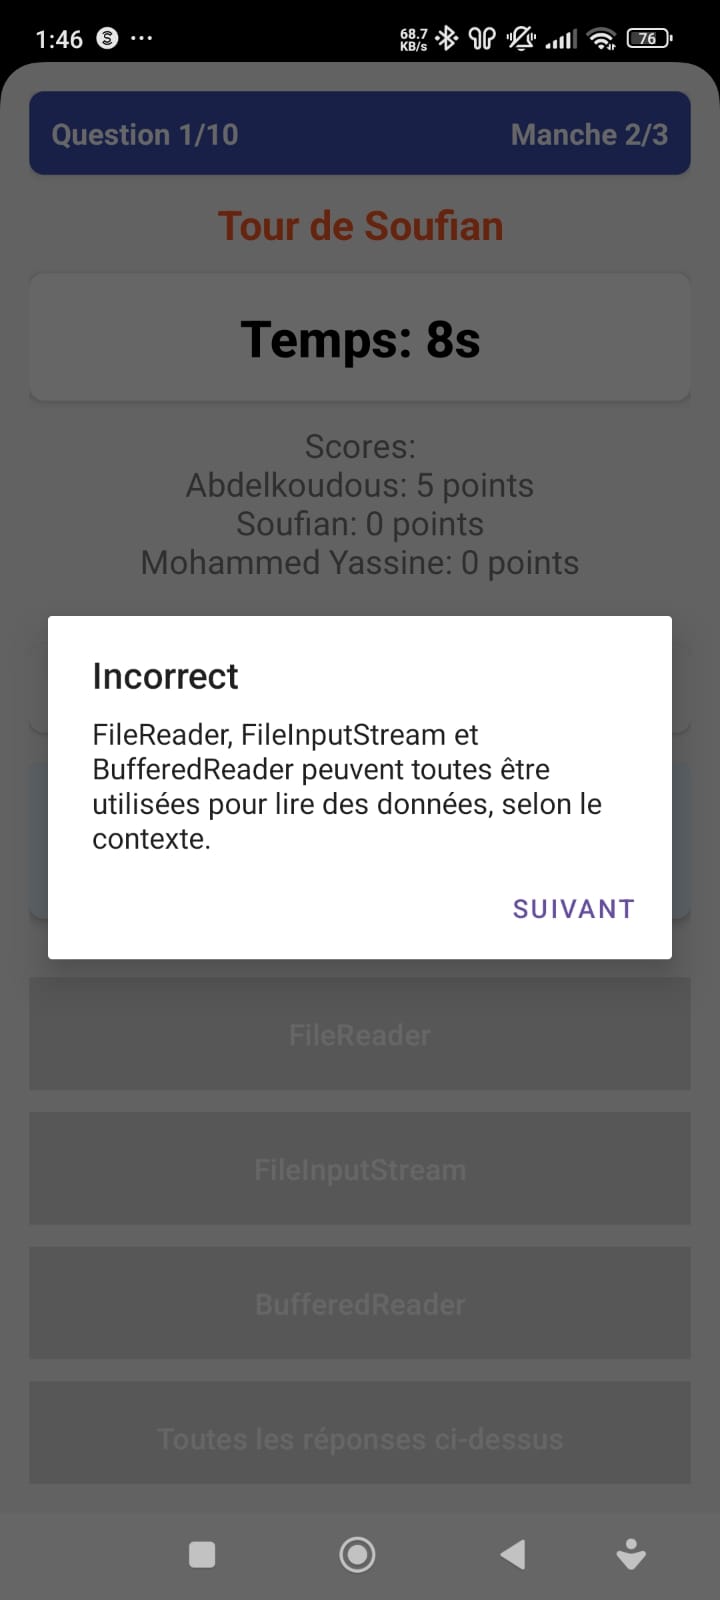 1:46 S ... 68.7 KB/s 76
Question 1/10 Manche 2/3
Tour de Soufian
Temps: 8s
Scores:
Abdelkoudous: 5 points
Soufian: 0 points
Mohammed Yassine: 0 points
Incorrect
FileReader, FileInputStream et
BufferedReader peuvent toutes être
utilisées pour lire des données, selon le
contexte.
SUIVANT
FileReader
FileInputStream
BufferedReader
Toutes les réponses ci-dessus